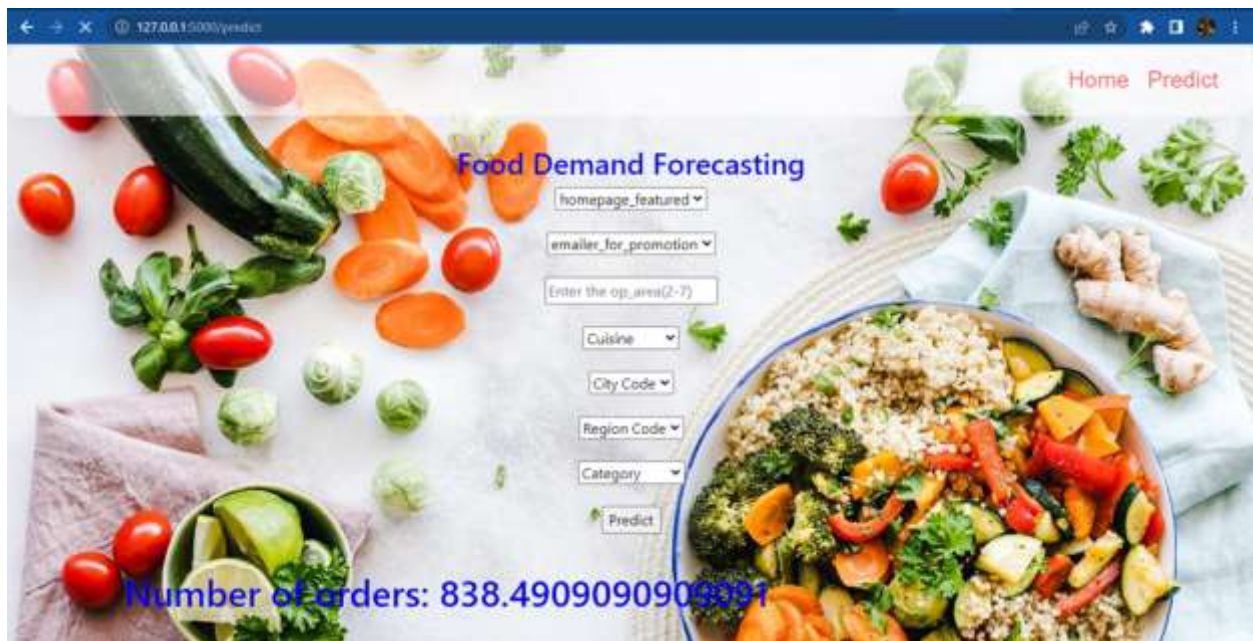 127.0.0.1:5000/predict
Home Predict
Food Demand Forecasting
homepage_featured
emailer_for_promotion
Enter the op_area(2-7)
Cuisine
City Code
Region Code
Category
Predict
Number of orders: 838.4909090909091